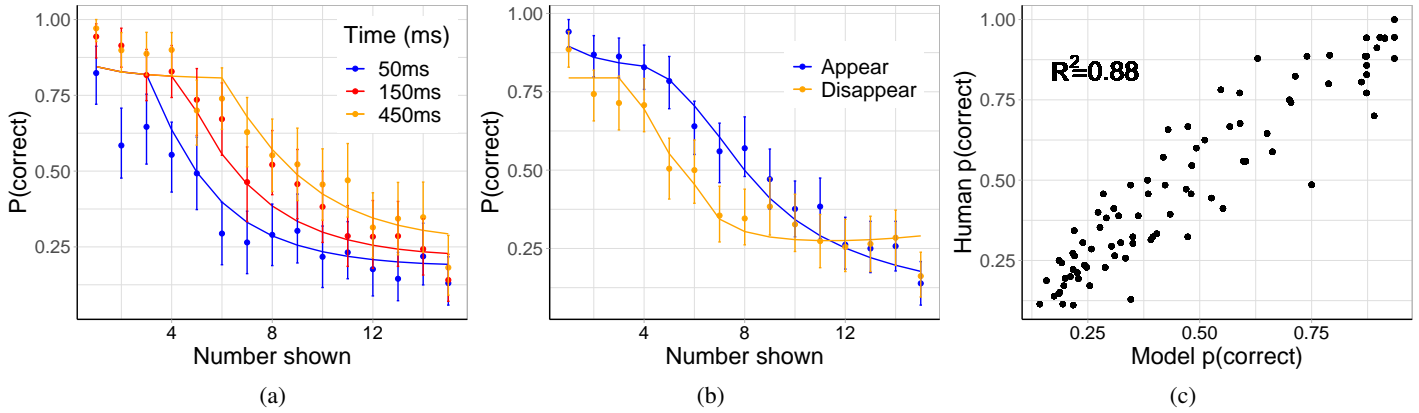 1.00
0.75
0.50
0.25
P(correct)
4
8
12
Number shown
Time (ms)
50ms
150ms
450ms
(a)
1.00
0.75
0.50
0.25
P(correct)
4
8
12
Number shown
Appear
Disappear
(b)
1.00
0.75
0.50
0.25
Human p(correct)
R²=0.88
0.25
0.50
0.75
Model p(correct)
(c)